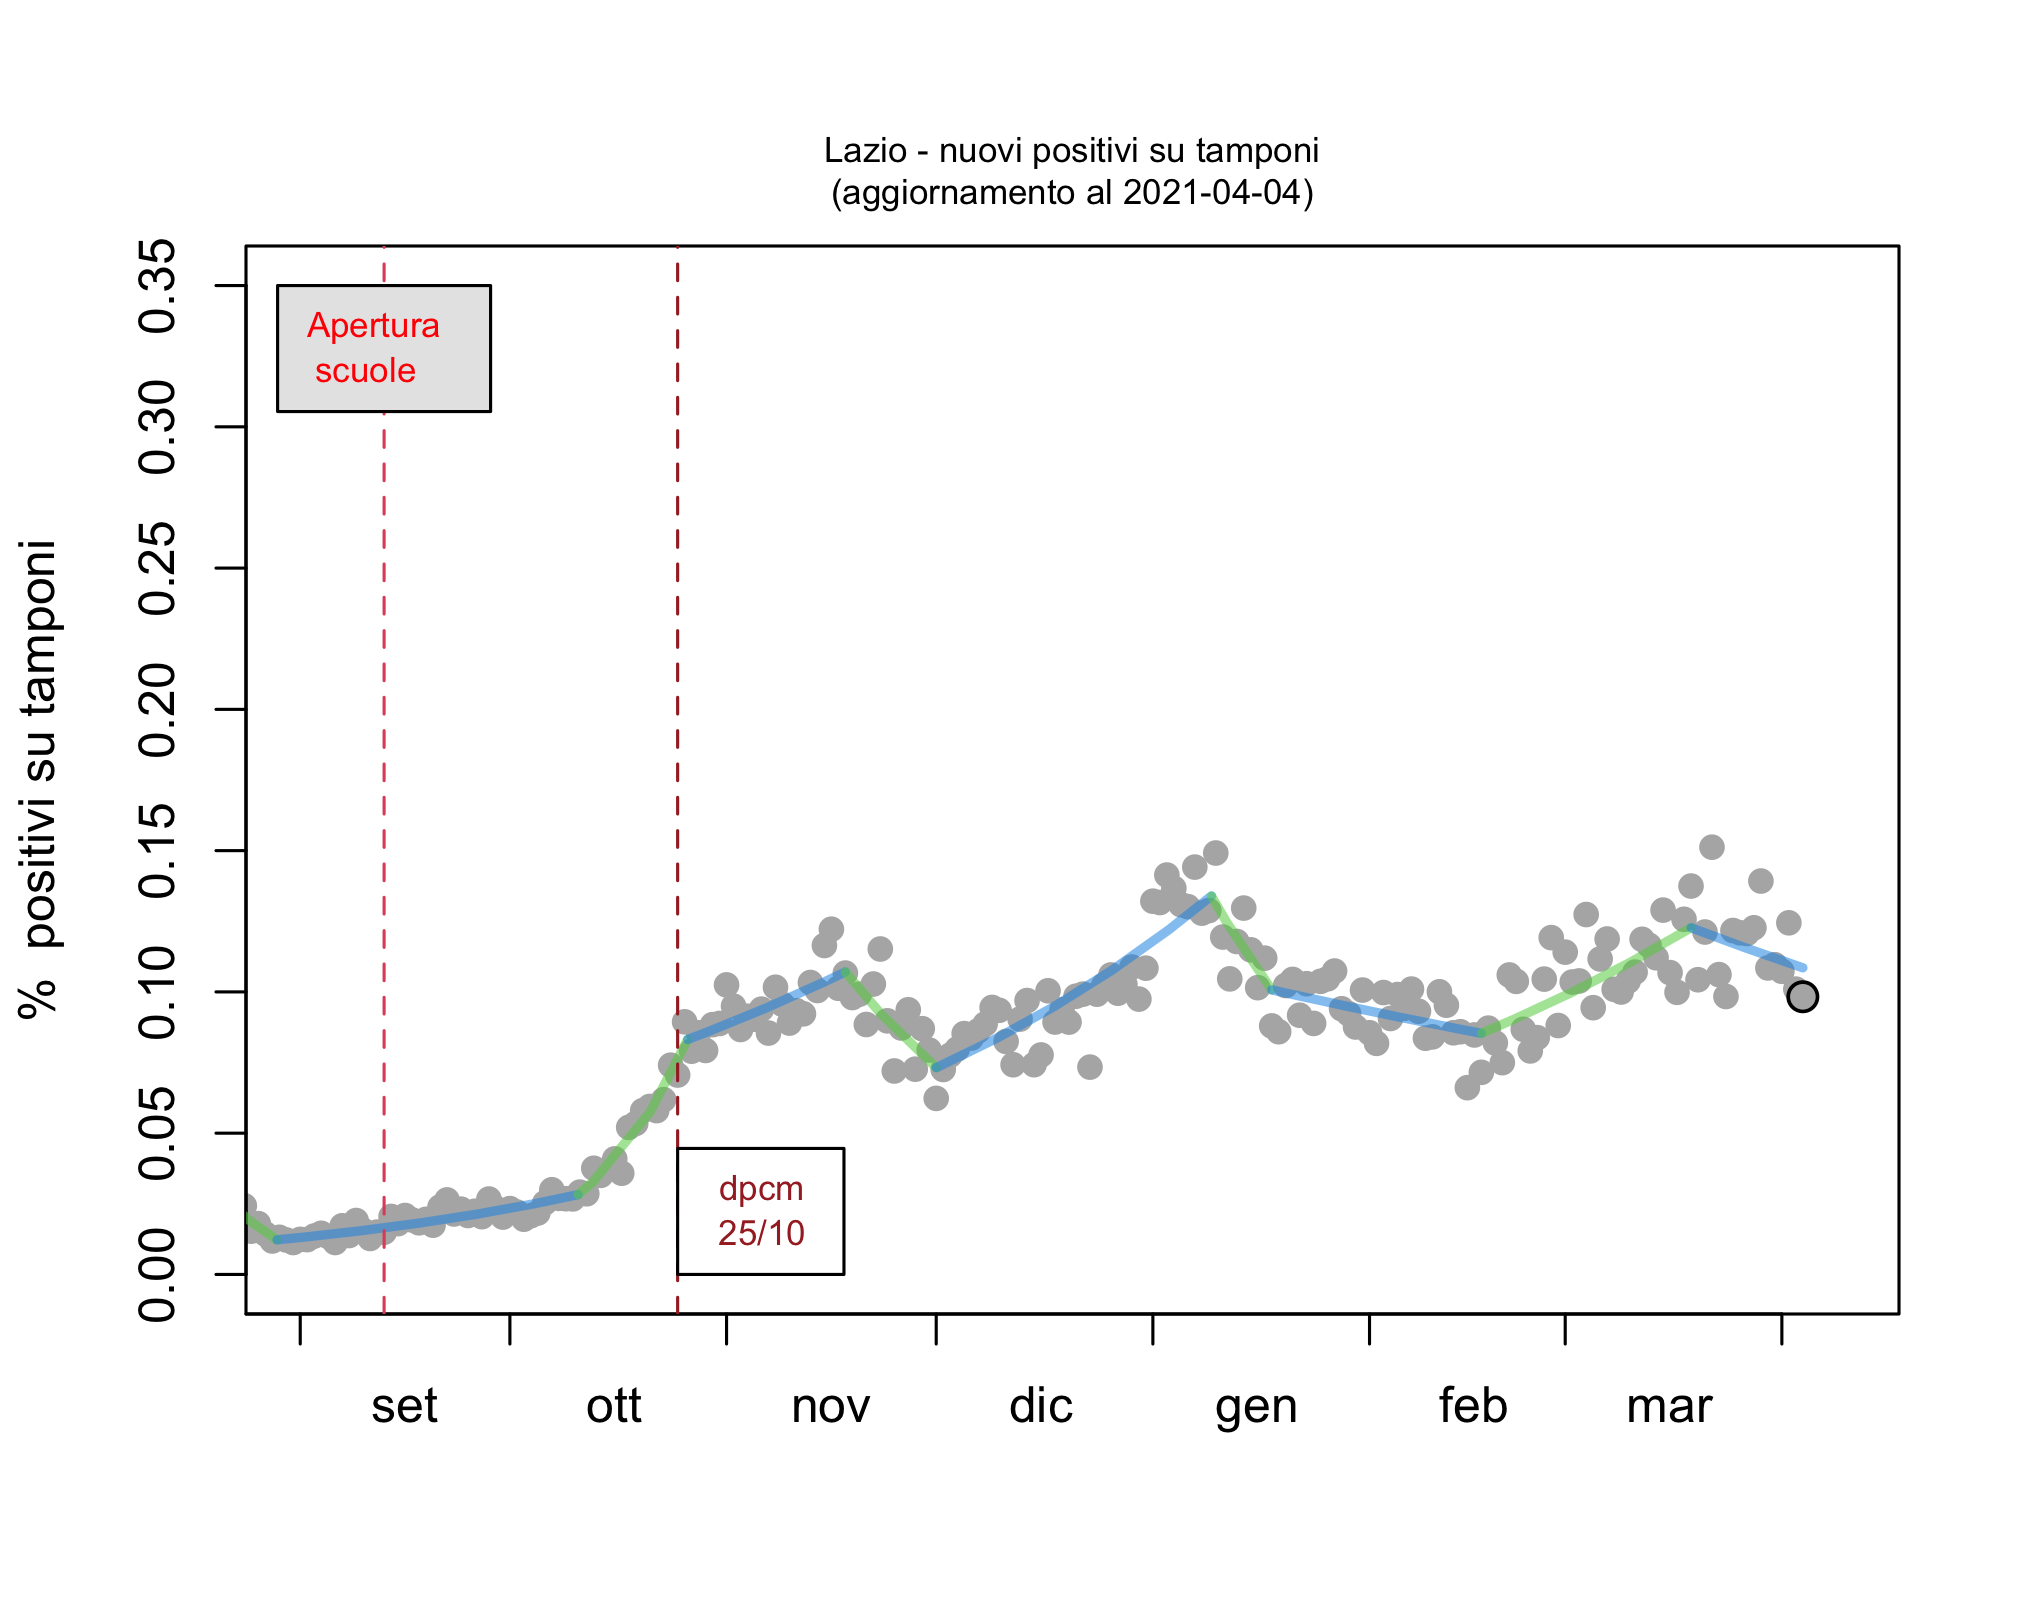 Lazio - nuovi positivi su tamponi
(aggiornamento al 2021-04-04)
% positivi su tamponi
0.35
0.30
0.25
0.20
0.15
0.10
0.05
0.00
Apertura
scuole
dpcm
25/10
set ott nov dic gen feb mar